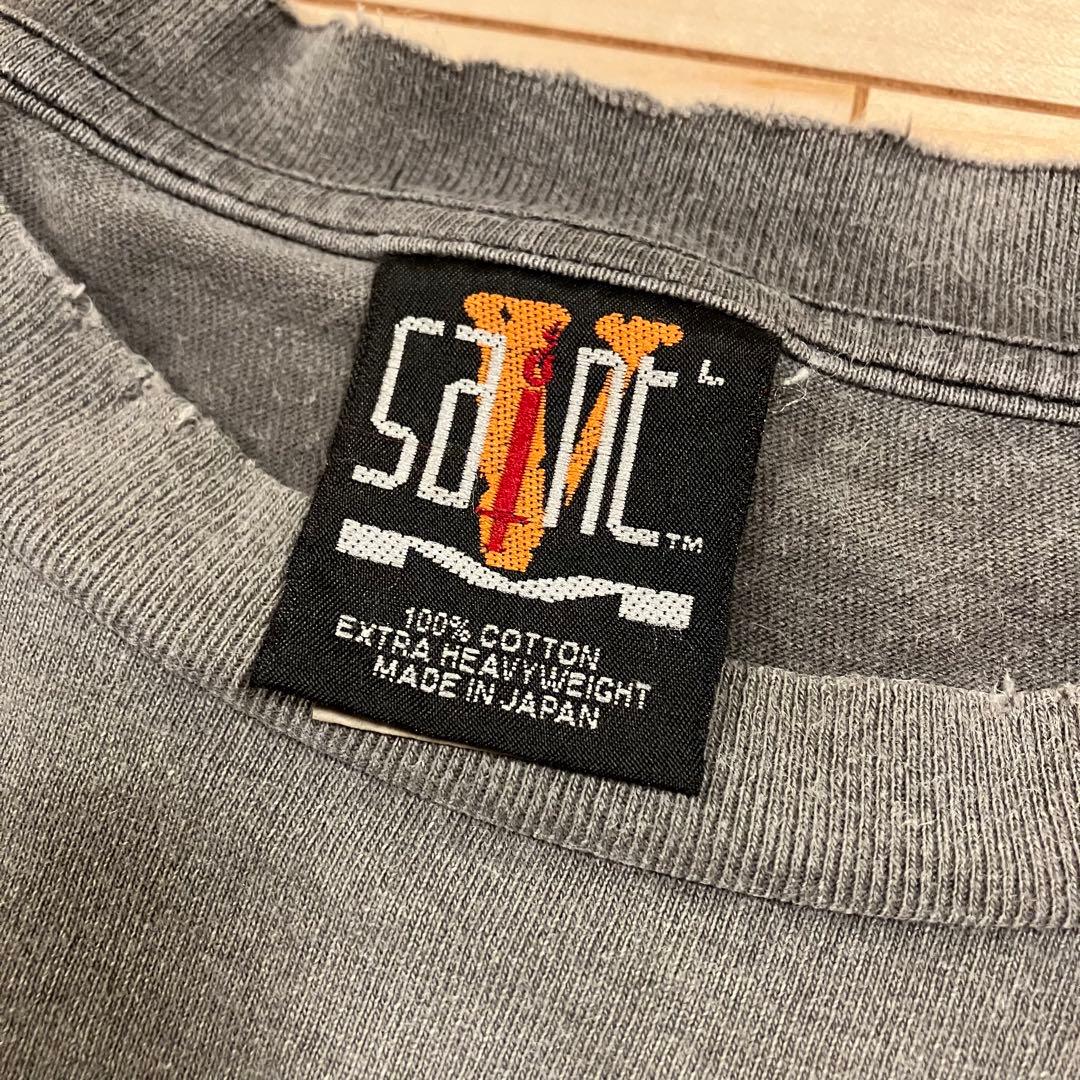 SaINt L
TM
100% COTTON
EXTRA HEAVYWEIGHT
MADE IN JAPAN